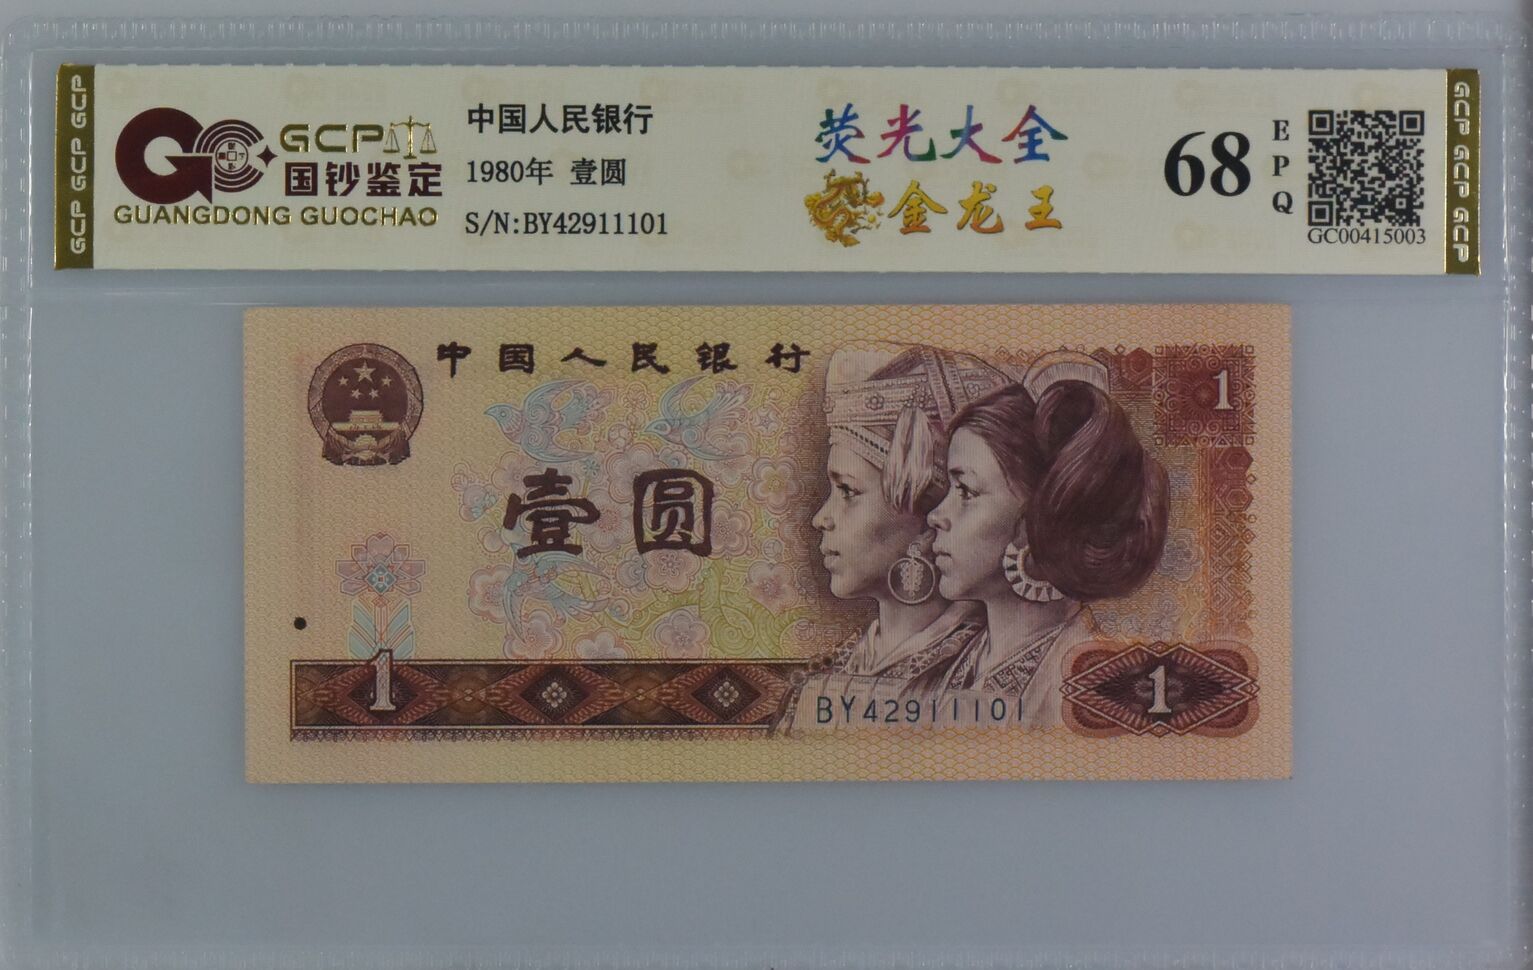 GCP GCP GCP
GCP
国钞鉴定
GUANGDONG GUOCHAO
中国人民银行
1980年 壹圆
S/N:BY42911101
荧光大全
金龙王
68
EPQ
GC00415003
GCP GCP GCP
中国人民银行
1
壹圆
1
BY42911101
1